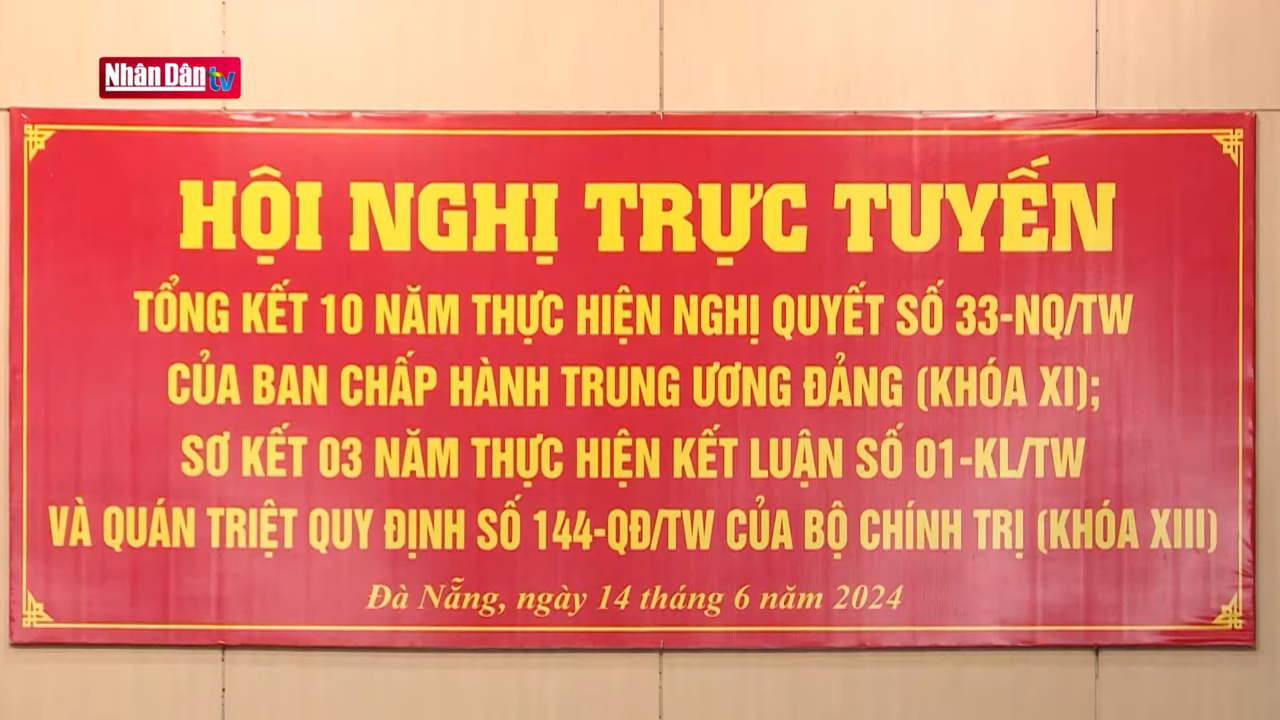 Nhân Dân tv
HỘI NGHỊ TRỰC TUYẾN
TỔNG KẾT 10 NĂM THỰC HIỆN NGHỊ QUYẾT SỐ 33-NQ/TW
CỦA BAN CHẤP HÀNH TRUNG ƯƠNG ĐẢNG (KHÓA XI);
SƠ KẾT 03 NĂM THỰC HIỆN KẾT LUẬN SỐ 01-KL/TW
VÀ QUÁN TRIỆT QUY ĐỊNH SỐ 144-QĐ/TW CỦA BỘ CHÍNH TRỊ (KHÓA XIII)
Đà Nẵng, ngày 14 tháng 6 năm 2024